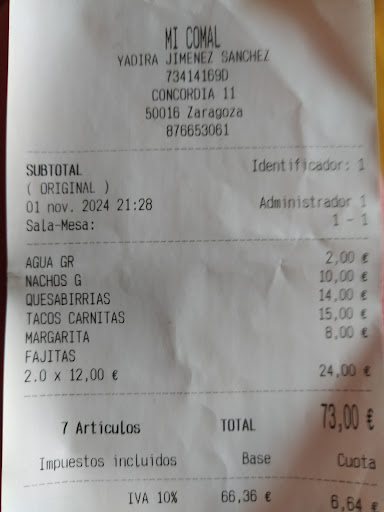 MI COMAL
YADIRA JIMENEZ SANCHEZ
73414169D
CONCORDIA 11
50016 Zaragoza
876653061
SUBTOTAL Identificador: 1
( ORIGINAL )
01 nov. 2024 21:28 Administrador 1
Sala-Mesa: 1 - 1
AGUA GR 2,00 €
NACHOS G 10,00 €
QUESABIRRIAS 14,00 €
TACOS CARNITAS 15,00 €
MARGARITA 8,00 €
FAJITAS
2.0 x 12,00 € 24,00 €
7 Artículos TOTAL 73,00 €
Impuestos incluidos Base Cuota
IVA 10% 66,36 € 6,64 €